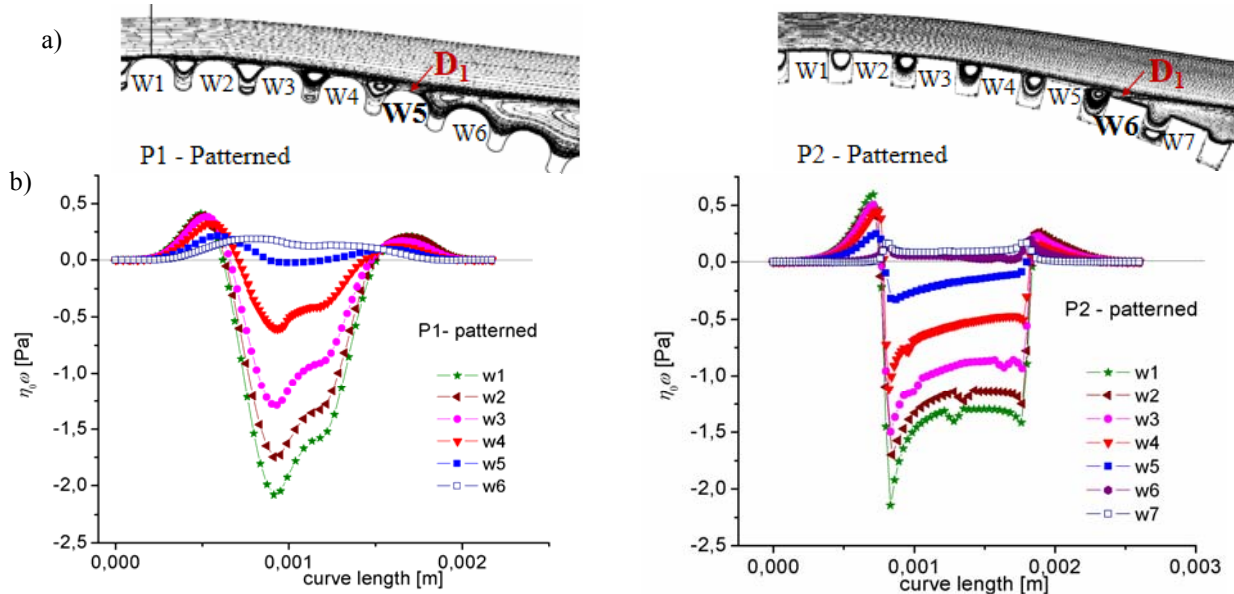 a)
W1 W2 W3 W4 W5 W6
D₁
P1 - Patterned
W1 W2 W3 W4 W5 W6 W7
D₁
P2 - Patterned
b)
0,5
0,0
-0,5
-1,0
-1,5
-2,0
-2,5
η₀ω [Pa]
P1- patterned
w1
w2
w3
w4
w5
w6
0,000 0,001 0,002
curve length [m]
0,5
0,0
-0,5
-1,0
-1,5
-2,0
-2,5
η₀ω [Pa]
P2 - patterned
w1
w2
w3
w4
w5
w6
w7
0,000 0,001 0,002 0,003
curve length [m]